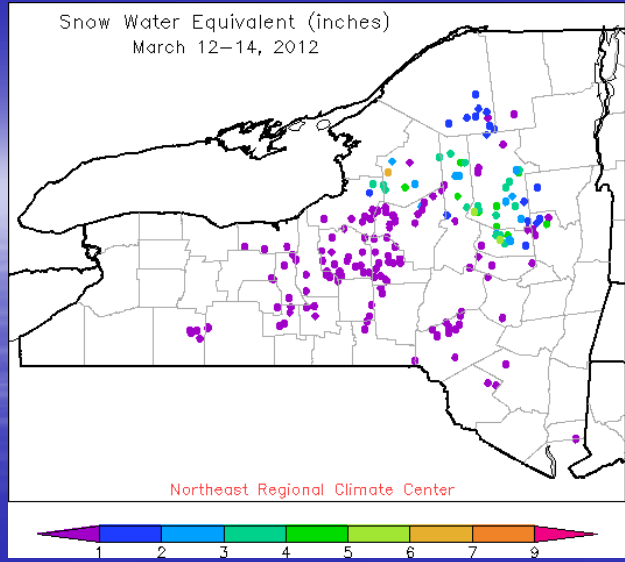 Snow Water Equivalent (inches)
March 12-14, 2012
Northeast Regional Climate Center
1 2 3 4 5 6 7 9